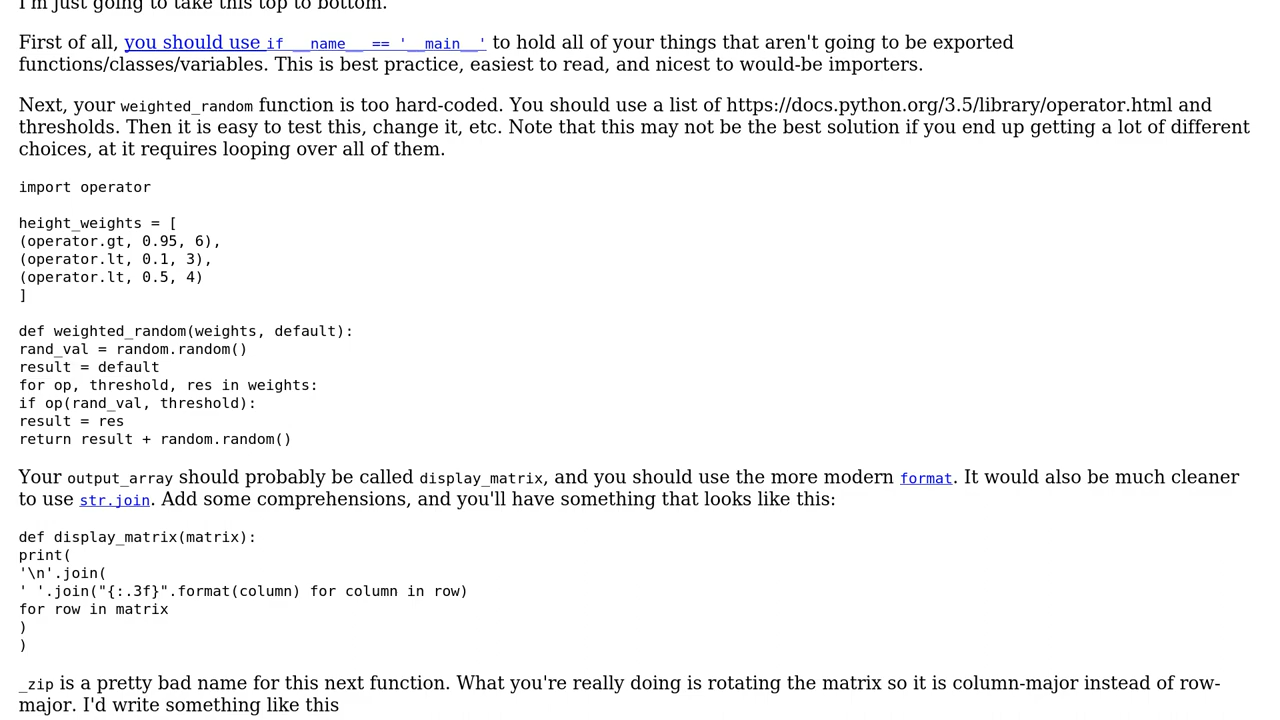 I'm just going to take this top to bottom.
First of all, you should use if __name__ == '__main__' to hold all of your things that aren't going to be exported
functions/classes/variables. This is best practice, easiest to read, and nicest to would-be importers.
Next, your weighted_random function is too hard-coded. You should use a list of https://docs.python.org/3.5/library/operator.html and
thresholds. Then it is easy to test this, change it, etc. Note that this may not be the best solution if you end up getting a lot of different
choices, at it requires looping over all of them.
import operator
height_weights = [
(operator.gt, 0.95, 6),
(operator.lt, 0.1, 3),
(operator.lt, 0.5, 4)
]
def weighted_random(weights, default):
rand_val = random.random()
result = default
for op, threshold, res in weights:
if op(rand_val, threshold):
result = res
return result + random.random()
Your output_array should probably be called display_matrix, and you should use the more modern format. It would also be much cleaner
to use str.join. Add some comprehensions, and you'll have something that looks like this:
def display_matrix(matrix):
print(
'\n'.join(
' '.join("{:.3f}".format(column) for column in row)
for row in matrix
)
)
_zip is a pretty bad name for this next function. What you're really doing is rotating the matrix so it is column-major instead of row-
major. I'd write something like this